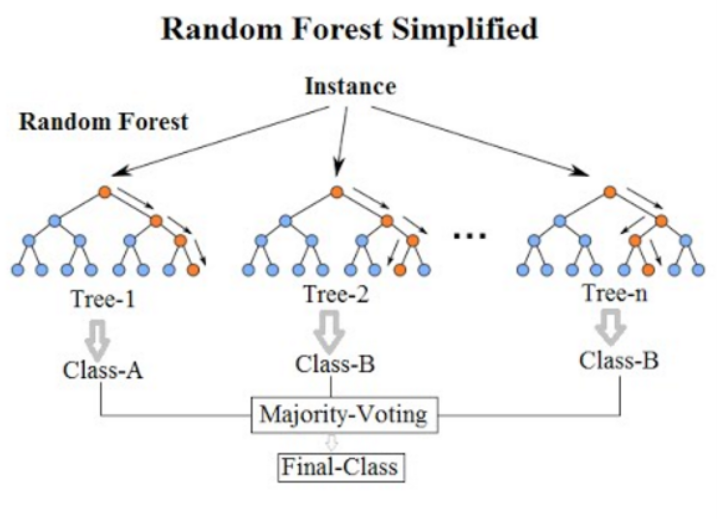 Random Forest Simplified
Instance
Random Forest
...
Tree-1
Tree-2
Tree-n
Class-A
Class-B
Class-B
Majority-Voting
Final-Class